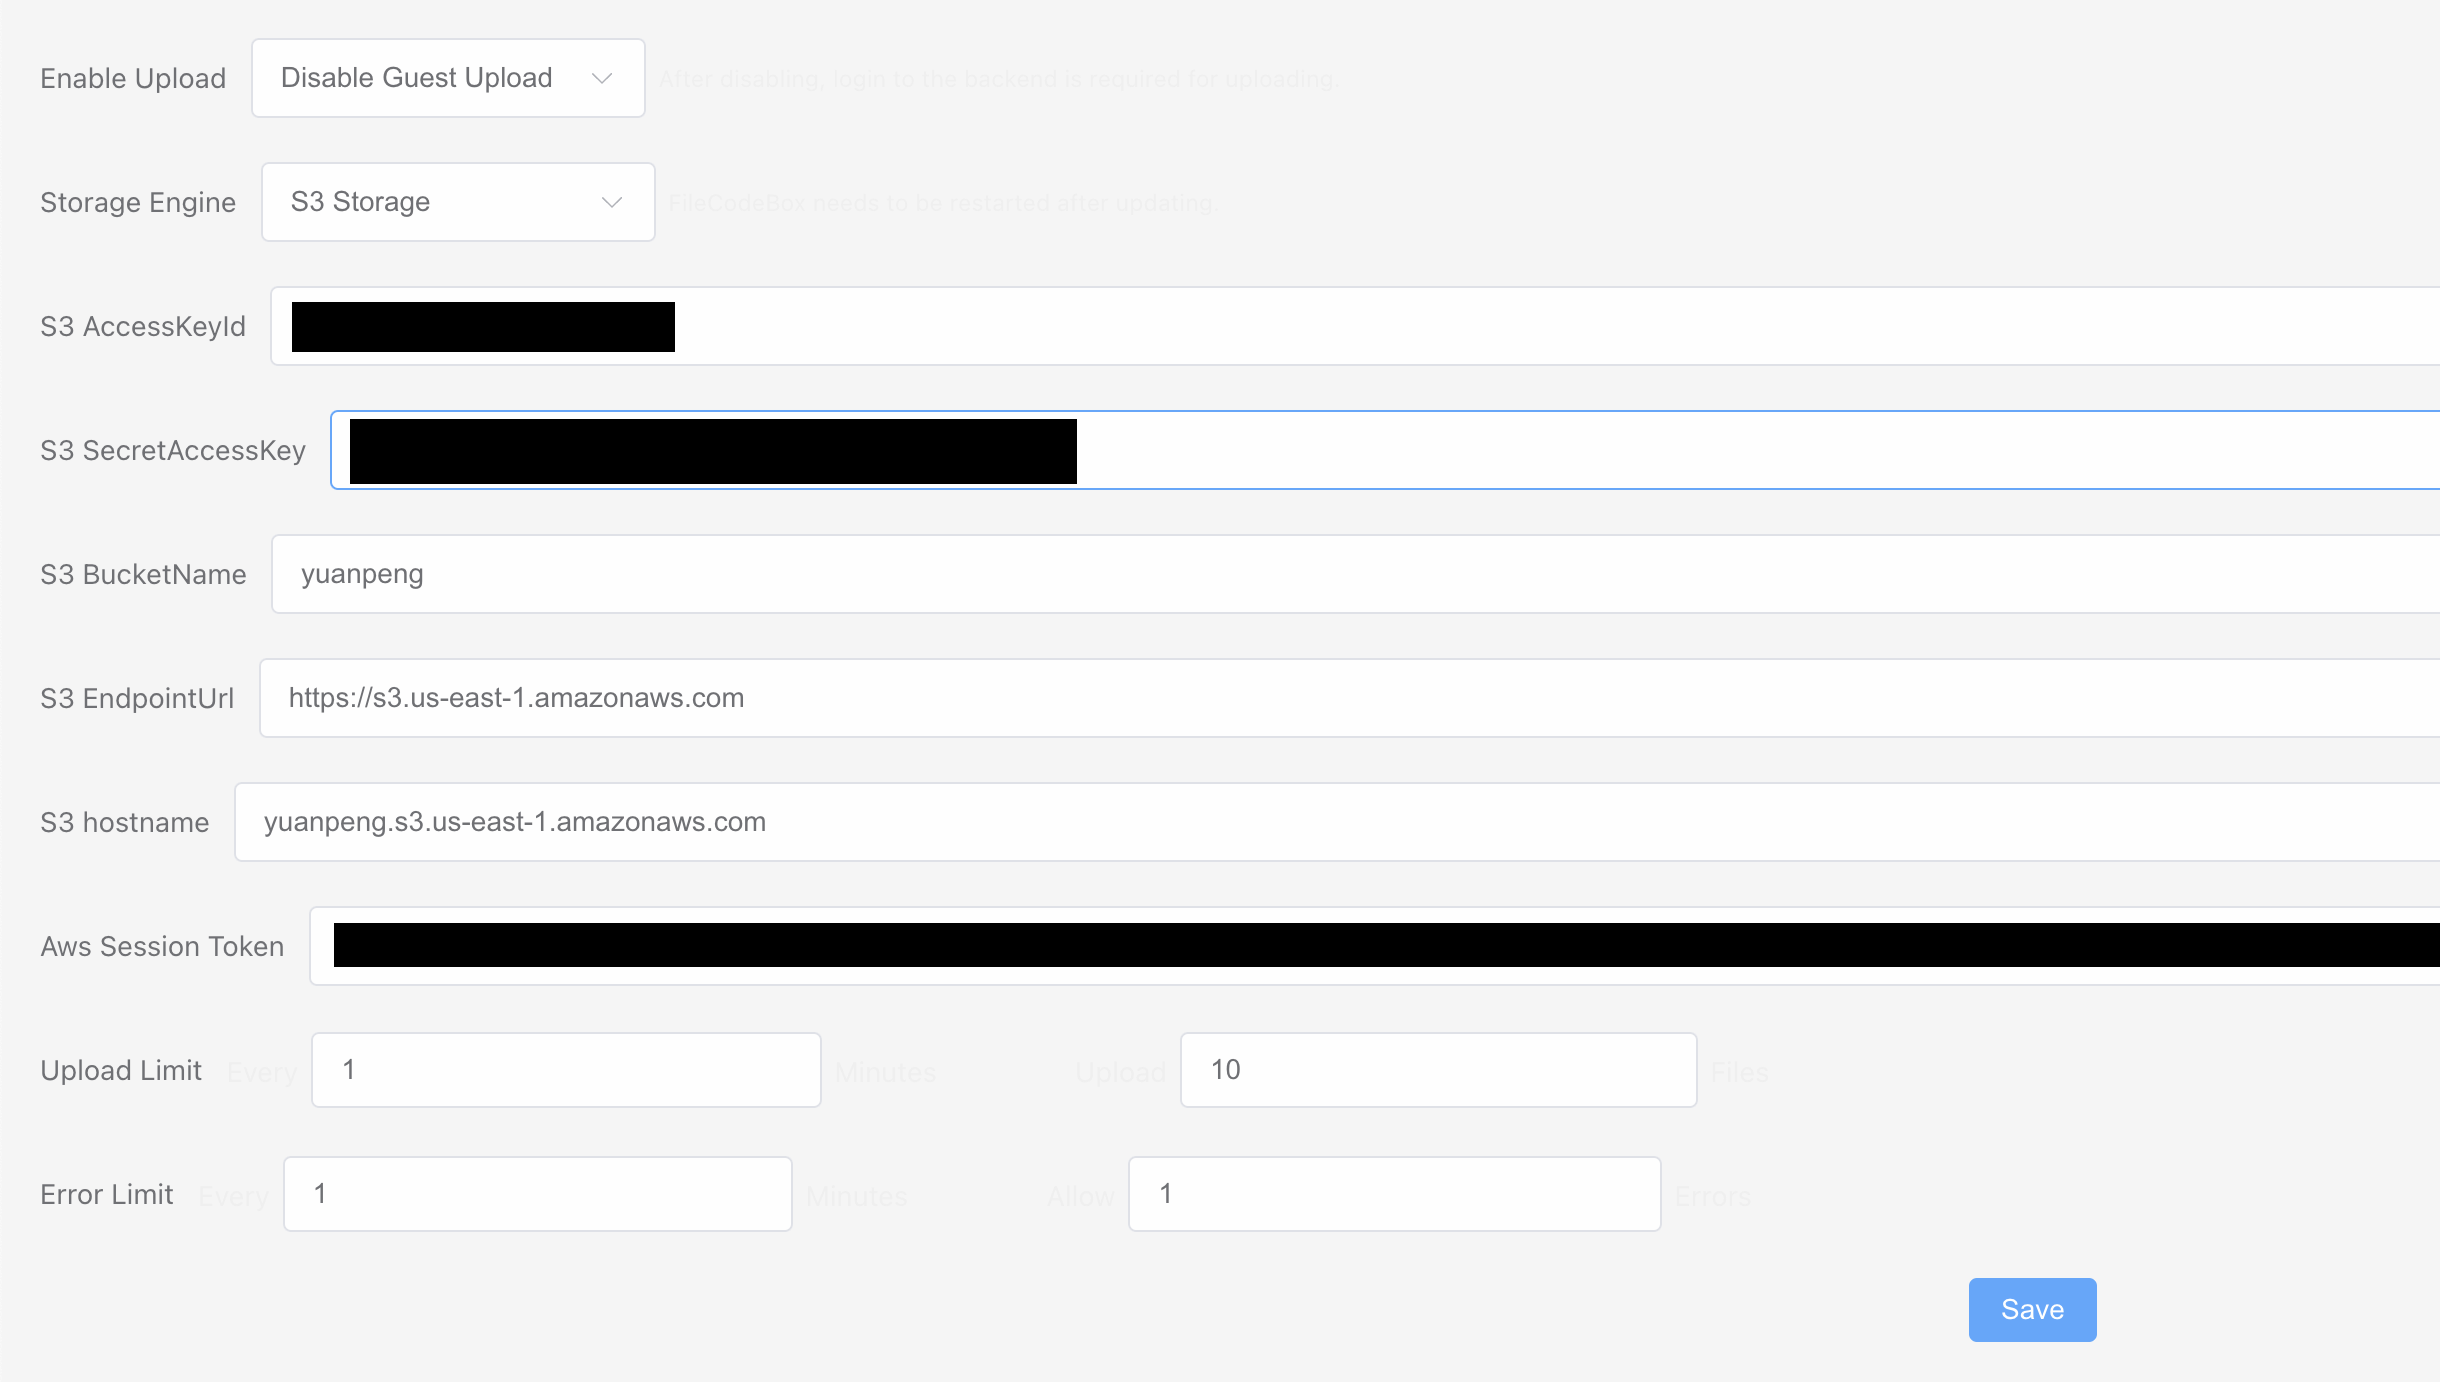 Enable Upload Disable Guest Upload After disabling, login to the backend is required for uploading.
Storage Engine S3 Storage FileCodeBox needs to be restarted after updating.
S3 AccessKeyId
S3 SecretAccessKey
S3 BucketName yuanpeng
S3 EndpointUrl https://s3.us-east-1.amazonaws.com
S3 hostname yuanpeng.s3.us-east-1.amazonaws.com
Aws Session Token
Upload Limit Every 1 Minutes Upload 10 Files
Error Limit Every 1 Minutes Allow 1 Errors
Save